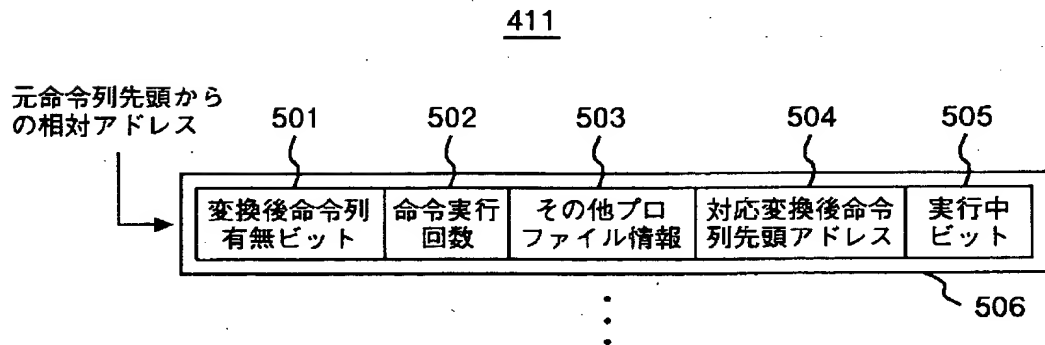 411
元命令列先頭から
の相対アドレス
501
502
503
504
505
変換後命令列
有無ビット
命令実行
回数
その他プロ
ファイル情報
対応変換後命令
列先頭アドレス
実行中
ビット
506